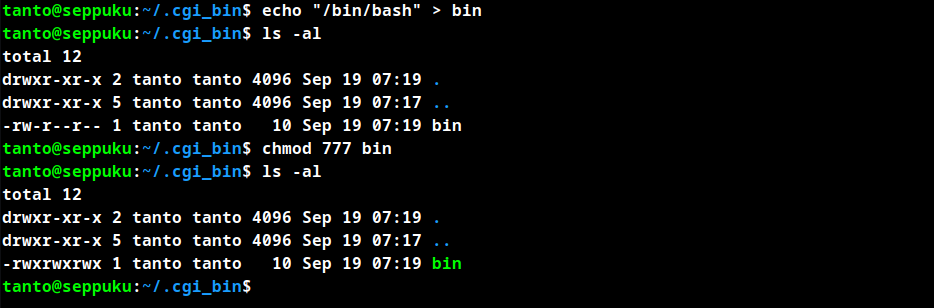 tanto@seppuku:~/.cgi_bin$ echo "/bin/bash" > bin
tanto@seppuku:~/.cgi_bin$ ls -al
total 12
drwxr-xr-x 2 tanto tanto 4096 Sep 19 07:19 .
drwxr-xr-x 5 tanto tanto 4096 Sep 19 07:17 ..
-rw-r--r-- 1 tanto tanto   10 Sep 19 07:19 bin
tanto@seppuku:~/.cgi_bin$ chmod 777 bin
tanto@seppuku:~/.cgi_bin$ ls -al
total 12
drwxr-xr-x 2 tanto tanto 4096 Sep 19 07:19 .
drwxr-xr-x 5 tanto tanto 4096 Sep 19 07:17 ..
-rwxrwxrwx 1 tanto tanto   10 Sep 19 07:19 bin
tanto@seppuku:~/.cgi_bin$